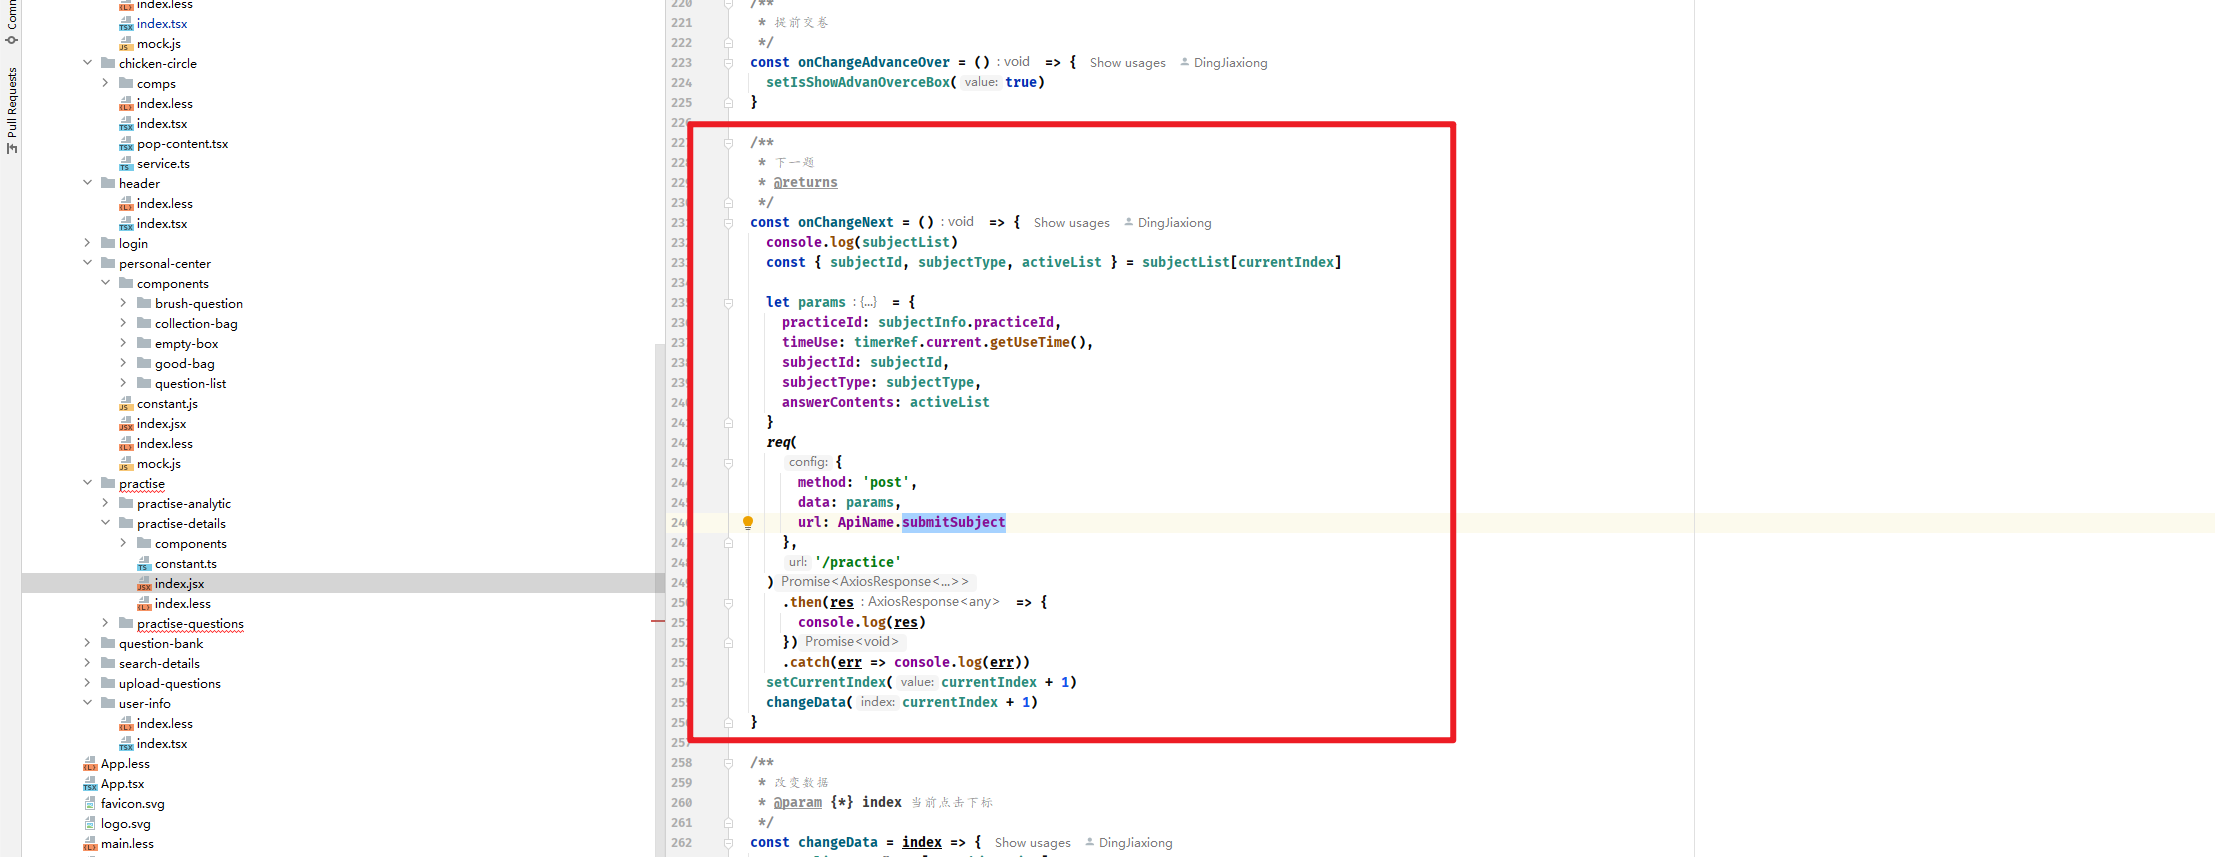 Comm
Pull Requests
index.less
index.tsx
mock.js
chicken-circle
comps
index.less
index.tsx
pop-content.tsx
service.ts
header
index.less
index.tsx
login
personal-center
components
brush-question
collection-bag
empty-box
good-bag
question-list
constant.js
index.jsx
index.less
mock.js
practise
practise-analytic
practise-details
components
constant.ts
index.jsx
index.less
practise-questions
question-bank
search-details
upload-questions
user-info
index.less
index.tsx
App.less
App.tsx
favicon.svg
logo.svg
main.less
220 /**
221 * 提前交卷
222 */
223 const onChangeAdvanceOver = () : void => { Show usages DingJiaxiong
224 setIsShowAdvanOverceBox( value: true)
225 }
226
227 /**
228 * 下一题
229 * @returns
230 */
231 const onChangeNext = () : void => { Show usages DingJiaxiong
232 console.log(subjectList)
233 const { subjectId, subjectType, activeList } = subjectList[currentIndex]
234
235 let params : {...} = {
236 practiceId: subjectInfo.practiceId,
237 timeUse: timerRef.current.getUseTime(),
238 subjectId: subjectId,
239 subjectType: subjectType,
240 answerContents: activeList
241 }
242 req(
243 config: {
244 method: 'post',
245 data: params,
246 url: ApiName.submitSubject
247 },
248 url: '/practice'
249 ) Promise<AxiosResponse<...>>
250 .then(res : AxiosResponse<any> => {
251 console.log(res)
252 }) Promise<void>
253 .catch(err => console.log(err))
254 setCurrentIndex( value: currentIndex + 1)
255 changeData( index: currentIndex + 1)
256 }
257
258 /**
259 * 改变数据
260 * @param {*} index 当前点击下标
261 */
262 const changeData = index => { Show usages DingJiaxiong